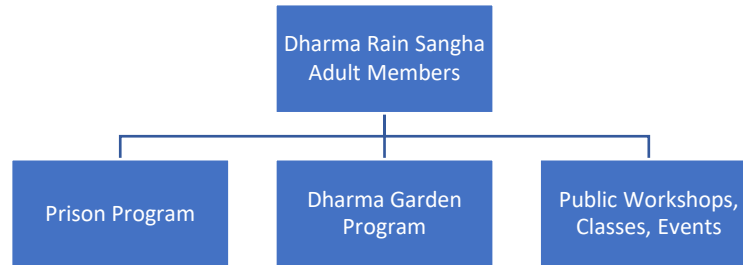 Dharma Rain Sangha
Adult Members
Prison Program
Dharma Garden
Program
Public Workshops,
Classes, Events